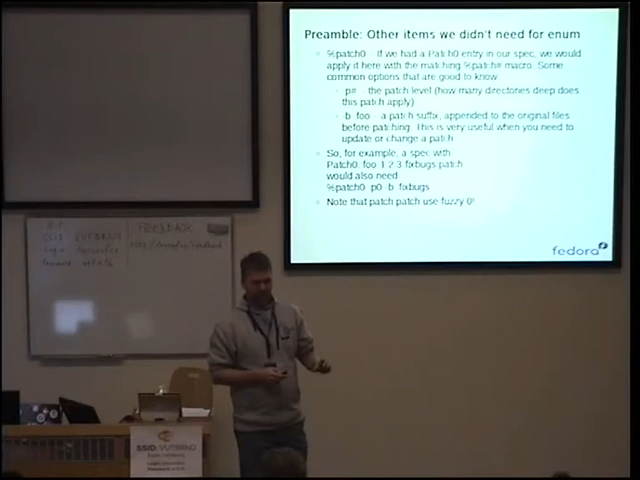 Preamble: Other items we didn't need for enum
%patch0 - If we had a Patch0 entry in our spec, we would
apply it here with the matching %patch# macro. Some
common options that are good to know
p# - the patch level (how many directories deep does
this patch apply)
b foo - a patch suffix, appended to the original files
before patching. This is very useful when you need to
update or change a patch
So, for example, a spec with
Patch0: foo 1.2.3 fixbugs.patch
would also need
%patch0 p0 b fixbugs
Note that patch patch use fuzzy 0!
fedora
FEEDBACK
SSID
SSID: VUTBRNO